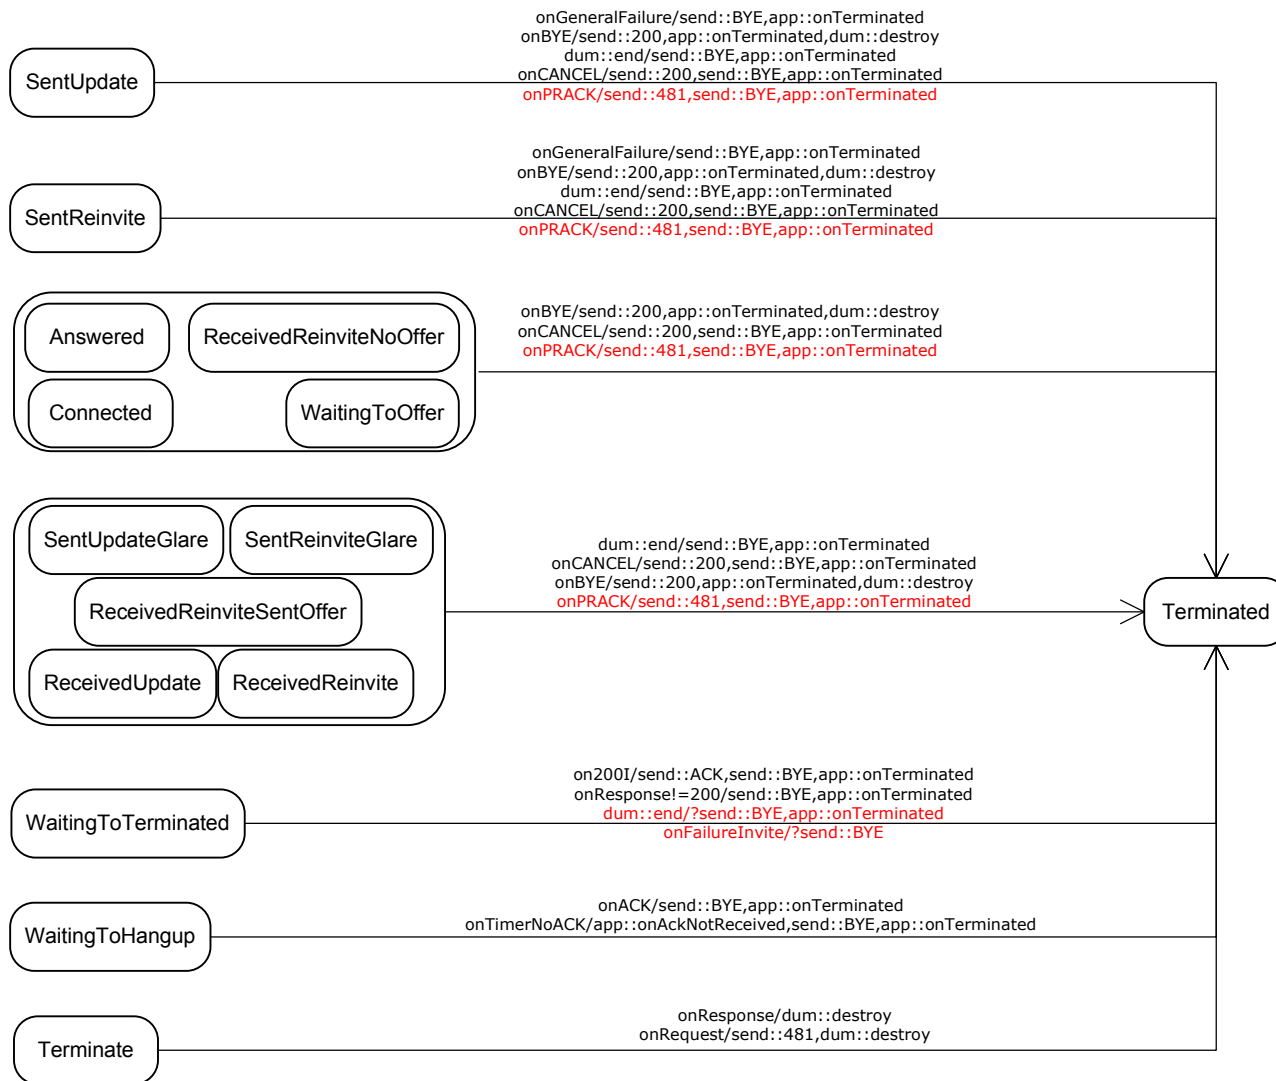 onGeneralFailure/send::BYE,app::onTerminated
onBYE/send::200,app::onTerminated,dum::destroy
dum::end/send::BYE,app::onTerminated
onCANCEL/send::200,send::BYE,app::onTerminated
onPRACK/send::481,send::BYE,app::onTerminated
SentUpdate
onGeneralFailure/send::BYE,app::onTerminated
onBYE/send::200,app::onTerminated,dum::destroy
dum::end/send::BYE,app::onTerminated
onCANCEL/send::200,send::BYE,app::onTerminated
onPRACK/send::481,send::BYE,app::onTerminated
SentReinvite
onBYE/send::200,app::onTerminated,dum::destroy
onCANCEL/send::200,send::BYE,app::onTerminated
onPRACK/send::481,send::BYE,app::onTerminated
Answered
ReceivedReinviteNoOffer
Connected
WaitingToOffer
SentUpdateGlare
SentReinviteGlare
ReceivedReinviteSentOffer
ReceivedUpdate
ReceivedReinvite
dum::end/send::BYE,app::onTerminated
onCANCEL/send::200,send::BYE,app::onTerminated
onBYE/send::200,app::onTerminated,dum::destroy
onPRACK/send::481,send::BYE,app::onTerminated
Terminated
on200I/send::ACK,send::BYE,app::onTerminated
onResponse!=200/send::BYE,app::onTerminated
dum::end/?send::BYE,app::onTerminated
onFailureInvite/?send::BYE
WaitingToTerminated
onACK/send::BYE,app::onTerminated
onTimerNoACK/app::onAckNotReceived,send::BYE,app::onTerminated
WaitingToHangup
onResponse/dum::destroy
onRequest/send::481,dum::destroy
Terminate